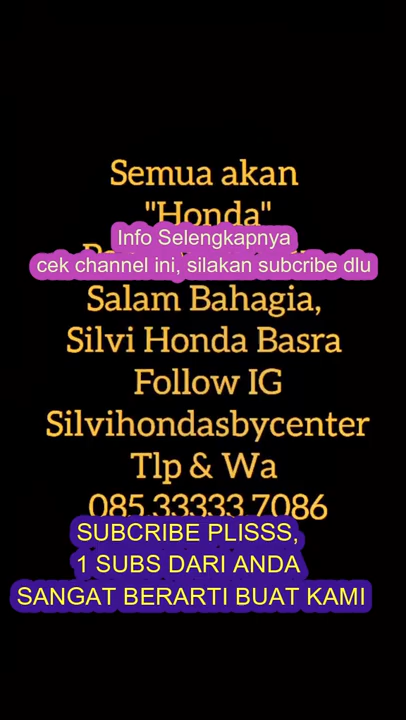 Semua akan
"Honda"
Info Selengkapnya
cek channel ini, silakan subcribe dlu
Salam Bahagia,
Silvi Honda Basra
Follow IG
Silvihondasbycenter
Tlp & Wa
085 33333 7086
SUBCRIBE PLISSS,
1 SUBS DARI ANDA
SANGAT BERARTI BUAT KAMI